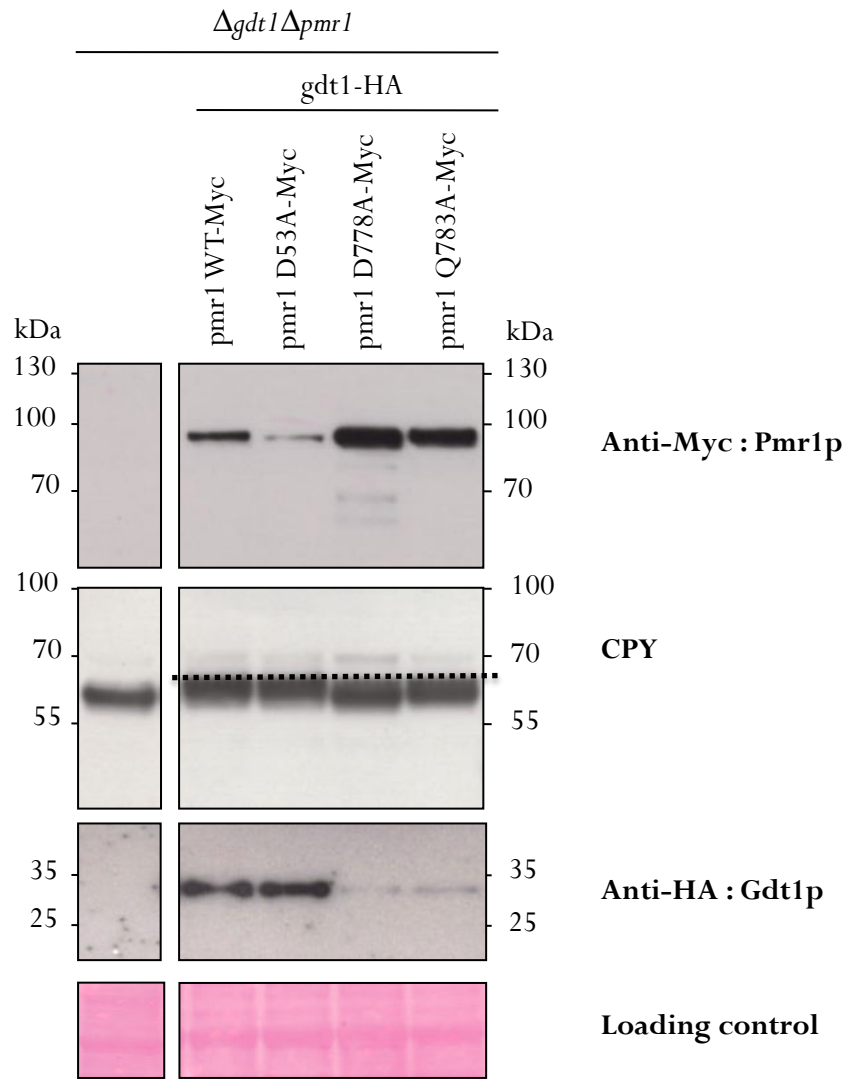 Δgdt1Δpmr1
gdt1-HA
pmr1 WT-Myc
pmr1 D53A-Myc
pmr1 D778A-Myc
pmr1 Q783A-Myc
kDa kDa
130 130
100 100
Anti-Myc : Pmr1p
70 70
100 100
70 70 CPY
55 55
35 35
Anti-HA : Gdt1p
25 25
Loading control